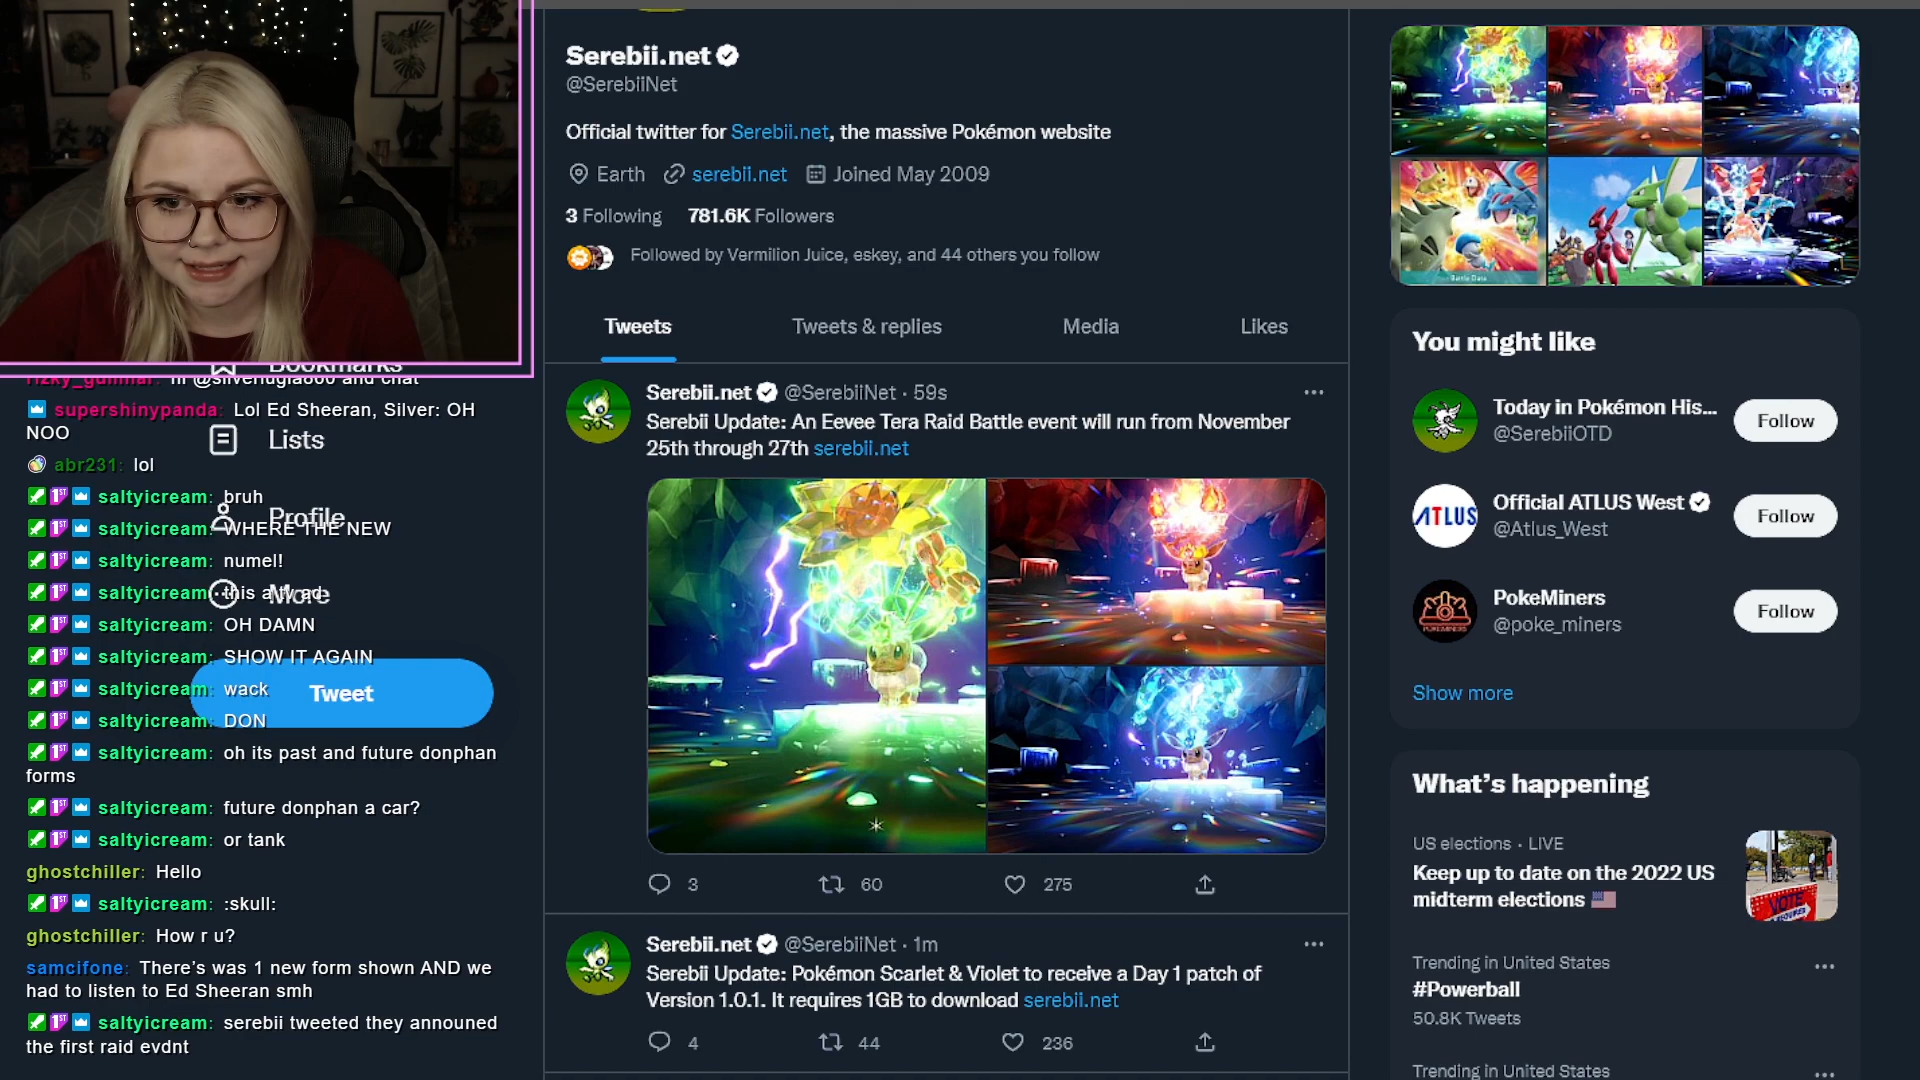 Serebii.net
@SerebiiNet
Official twitter for Serebii.net, the massive Pokémon website
Earth serebii.net Joined May 2009
3 Following 781.6K Followers
Followed by Vermilion Juice, eskey, and 44 others you follow
Tweets Tweets & replies Media Likes
Serebii.net @SerebiiNet · 59s
Serebii Update: An Eevee Tera Raid Battle event will run from November
25th through 27th serebii.net
3 60 275
Serebii.net @SerebiiNet · 1m
Serebii Update: Pokémon Scarlet & Violet to receive a Day 1 patch of
Version 1.0.1. It requires 1GB to download serebii.net
4 44 236
Bookmarks
Lists
Profile
More
Tweet
supershinypanda: Lol Ed Sheeran, Silver: OH
NOO
abr231: lol
saltyicream: bruh
saltyicream: WHERE THE NEW
saltyicream: numel!
saltyicream: this a tv ad
saltyicream: OH DAMN
saltyicream: SHOW IT AGAIN
saltyicream: wack
saltyicream: DON
saltyicream: oh its past and future donphan
forms
saltyicream: future donphan a car?
saltyicream: or tank
ghostchiller: Hello
saltyicream: :skull:
ghostchiller: How r u?
samcifone: There's was 1 new form shown AND we
had to listen to Ed Sheeran smh
saltyicream: serebii tweeted they announed
the first raid evdnt
Battle Data
You might like
Today in Pokémon His...
@SerebiiOTD
Follow
ATLUS
Official ATLUS West
@Atlus_West
Follow
POKEMINERS
PokeMiners
@poke_miners
Follow
Show more
What's happening
US elections · LIVE
Keep up to date on the 2022 US
midterm elections
VOTE
Trending in United States
#Powerball
50.8K Tweets
Trending in United States